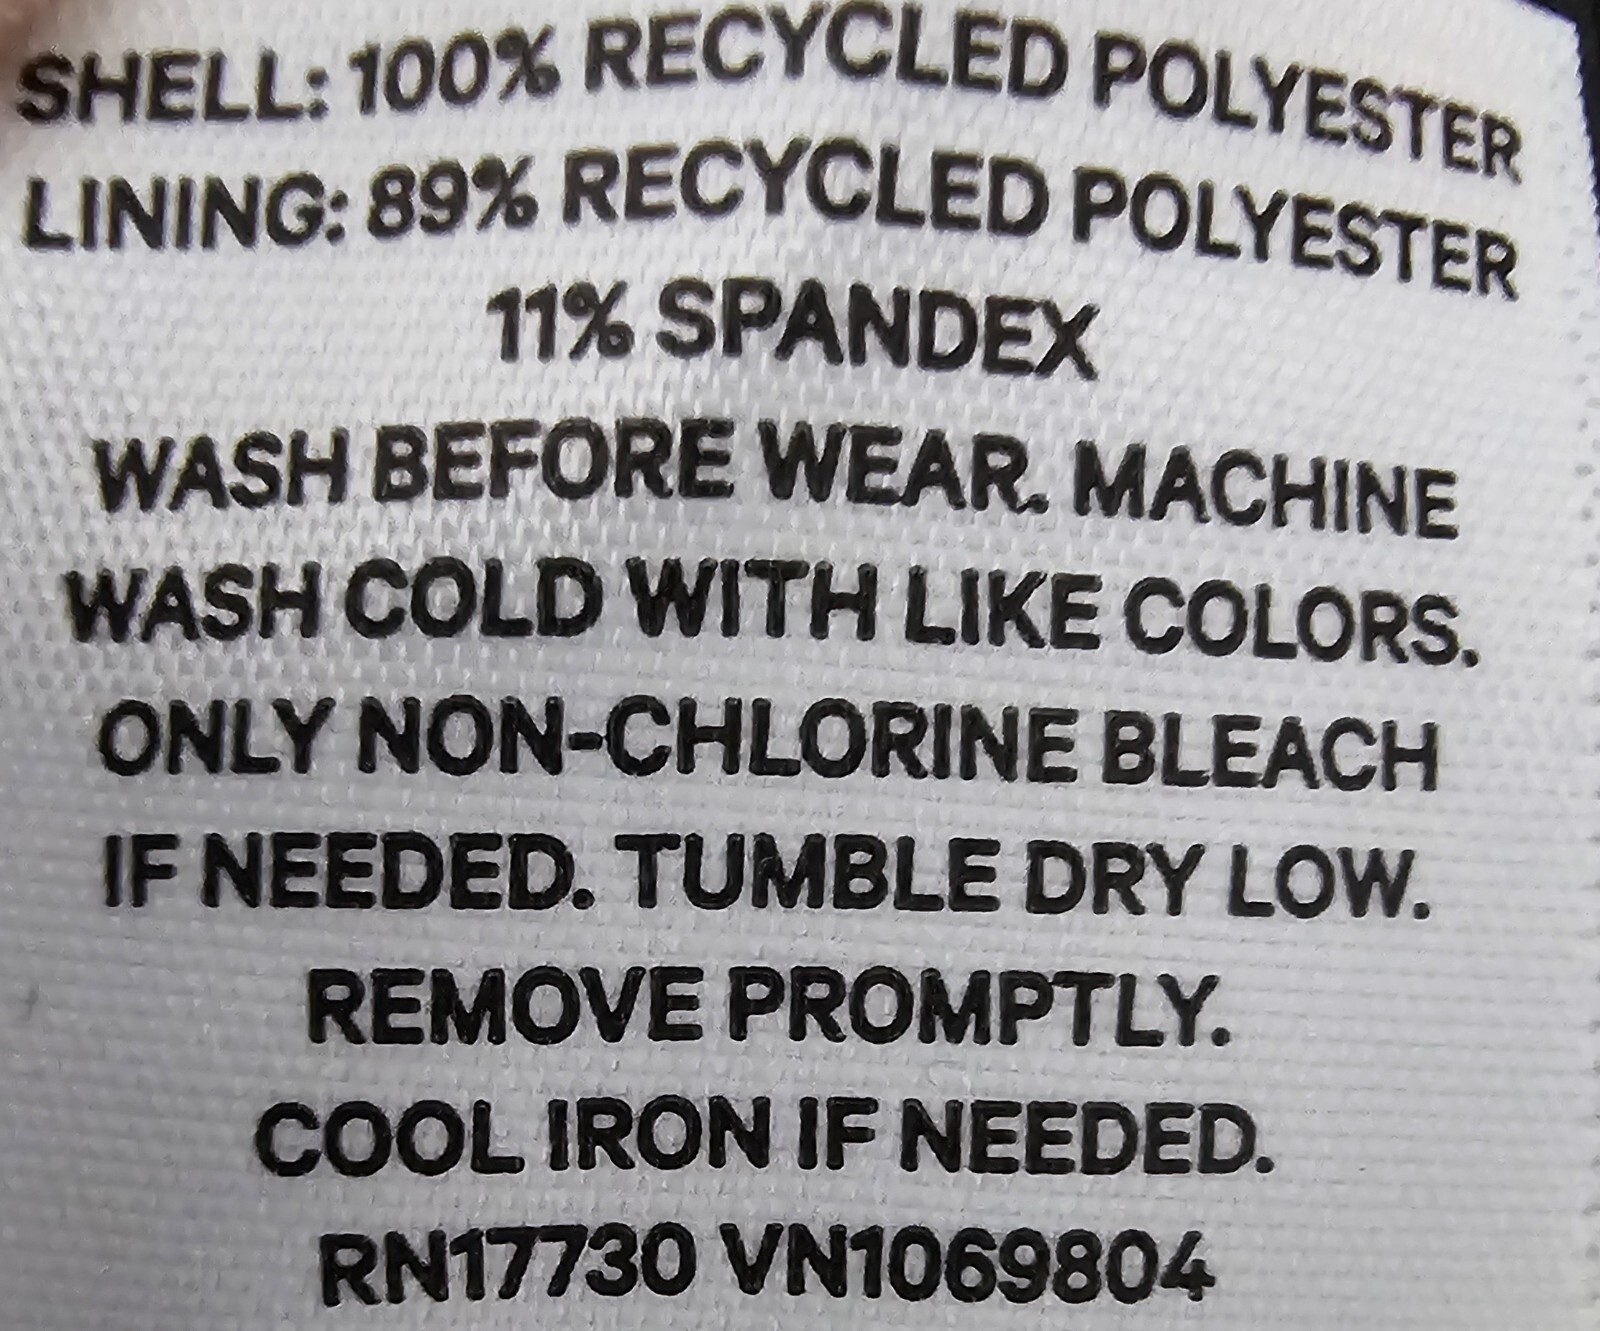 SHELL: 100% RECYCLED POLYESTER
LINING: 89% RECYCLED POLYESTER
11% SPANDEX
WASH BEFORE WEAR. MACHINE
WASH COLD WITH LIKE COLORS.
ONLY NON-CHLORINE BLEACH
IF NEEDED. TUMBLE DRY LOW.
REMOVE PROMPTLY.
COOL IRON IF NEEDED.
RN17730 VN1069804